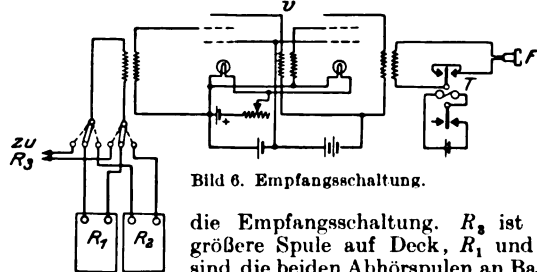 v
F
T
+
zu
R₃
R₁ R₂
Bild 6. Empfangsschaltung.
die Empfangsschaltung. R₃ ist
größere Spule auf Deck, R₁ und
sind die beiden Abhörspulen an Ba